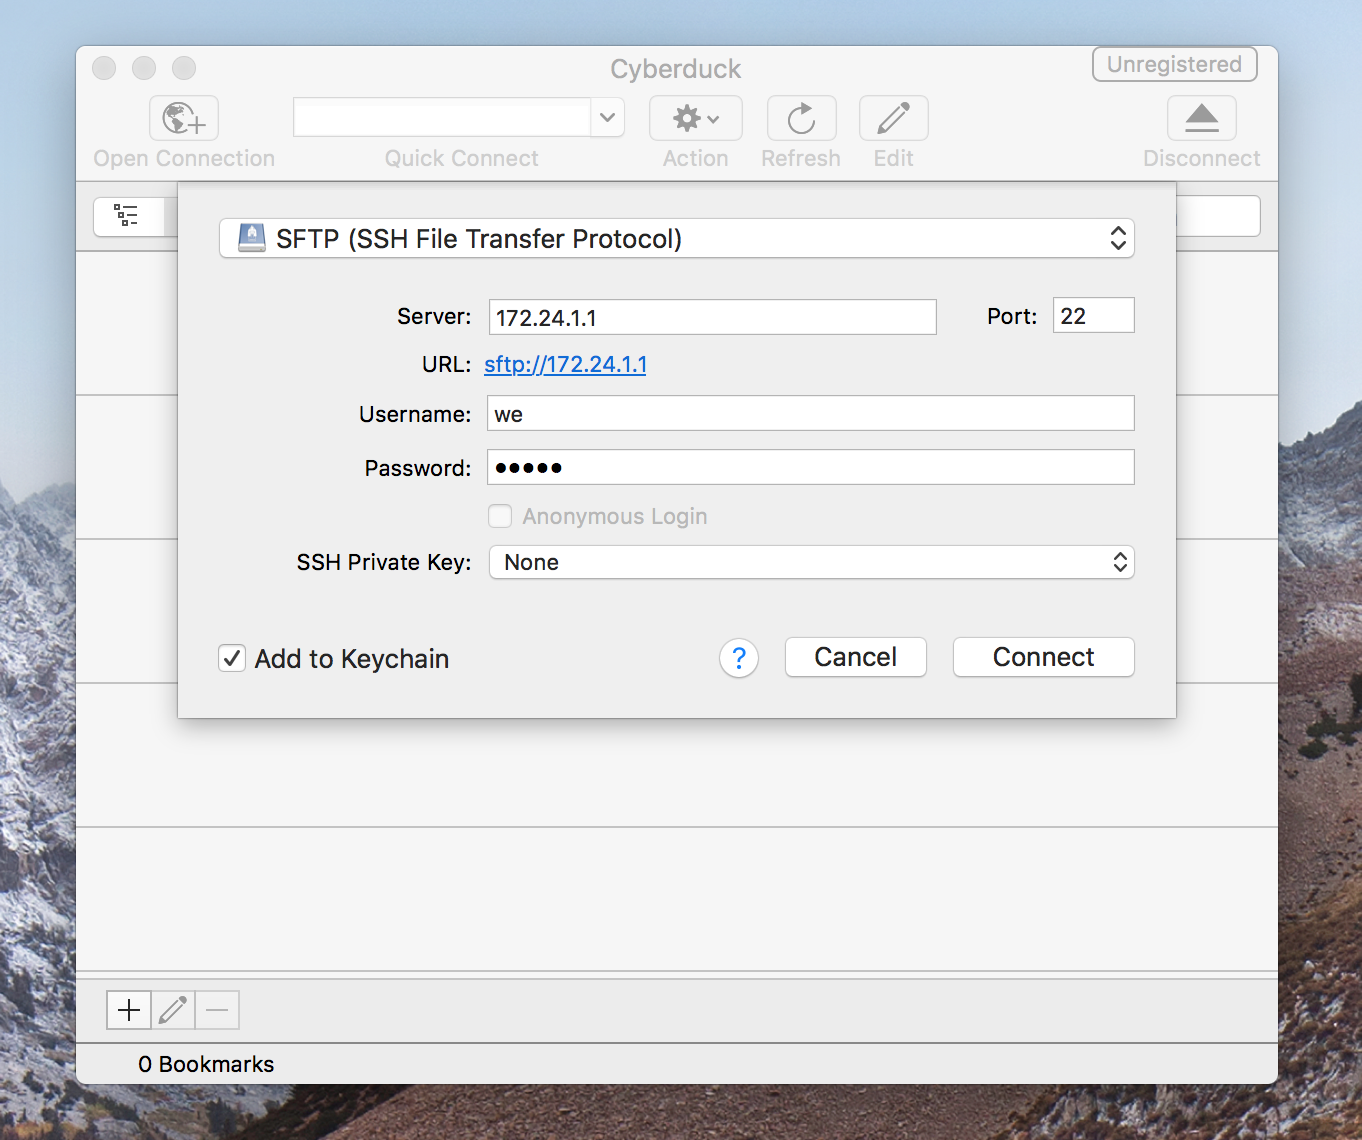 Cyberduck
Unregistered
Open Connection
Quick Connect
Action
Refresh
Edit
Disconnect
SFTP (SSH File Transfer Protocol)
Server: 172.24.1.1 Port: 22
URL: sftp://172.24.1.1
Username: we
Password: •••••
Anonymous Login
SSH Private Key: None
Add to Keychain ? Cancel Connect
0 Bookmarks